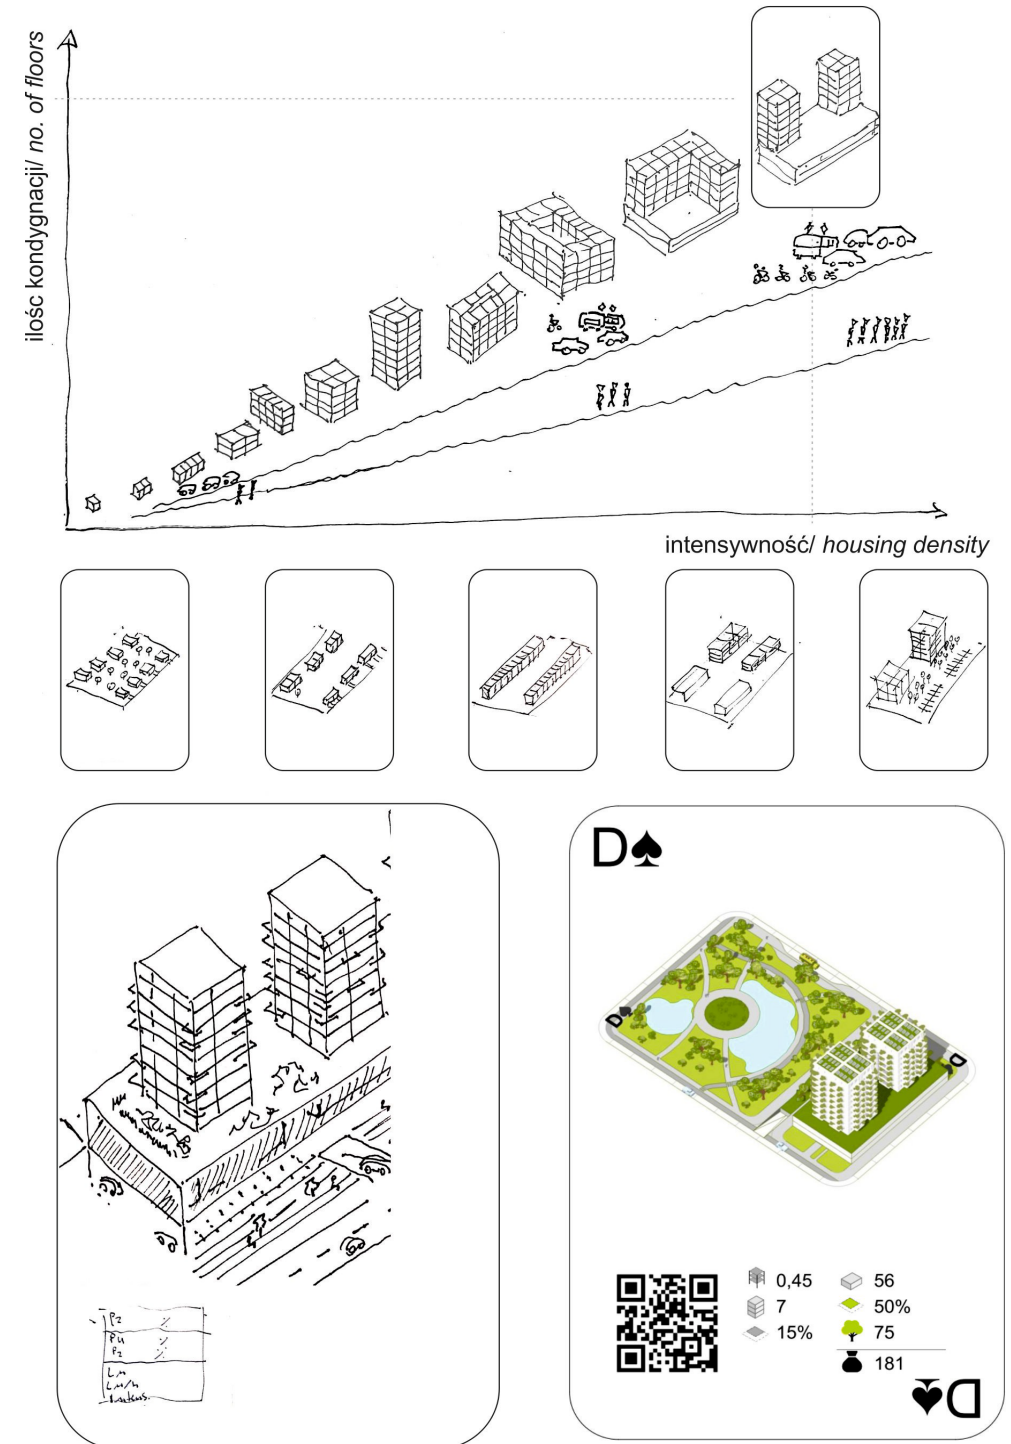 ilośc kondygnacji/ no. of floors
intensywność/ housing density
D♠
D♠
D
0,45
56
7
50%
15%
75
181
D♠